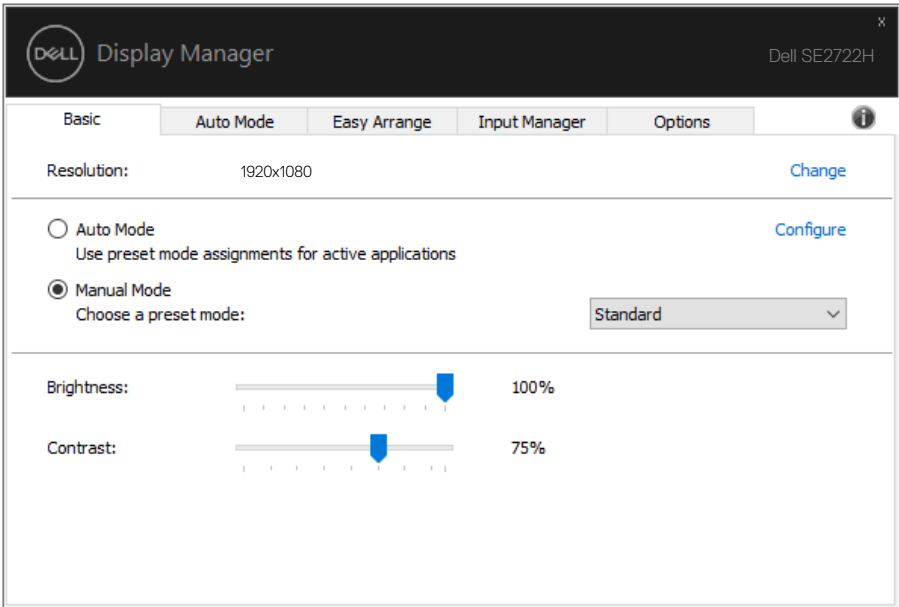 x
DELL Display Manager
Dell SE2722H
Basic Auto Mode Easy Arrange Input Manager Options i
Resolution: 1920x1080 Change
Auto Mode Configure
Use preset mode assignments for active applications
Manual Mode
Choose a preset mode: Standard
Brightness: 100%
Contrast: 75%